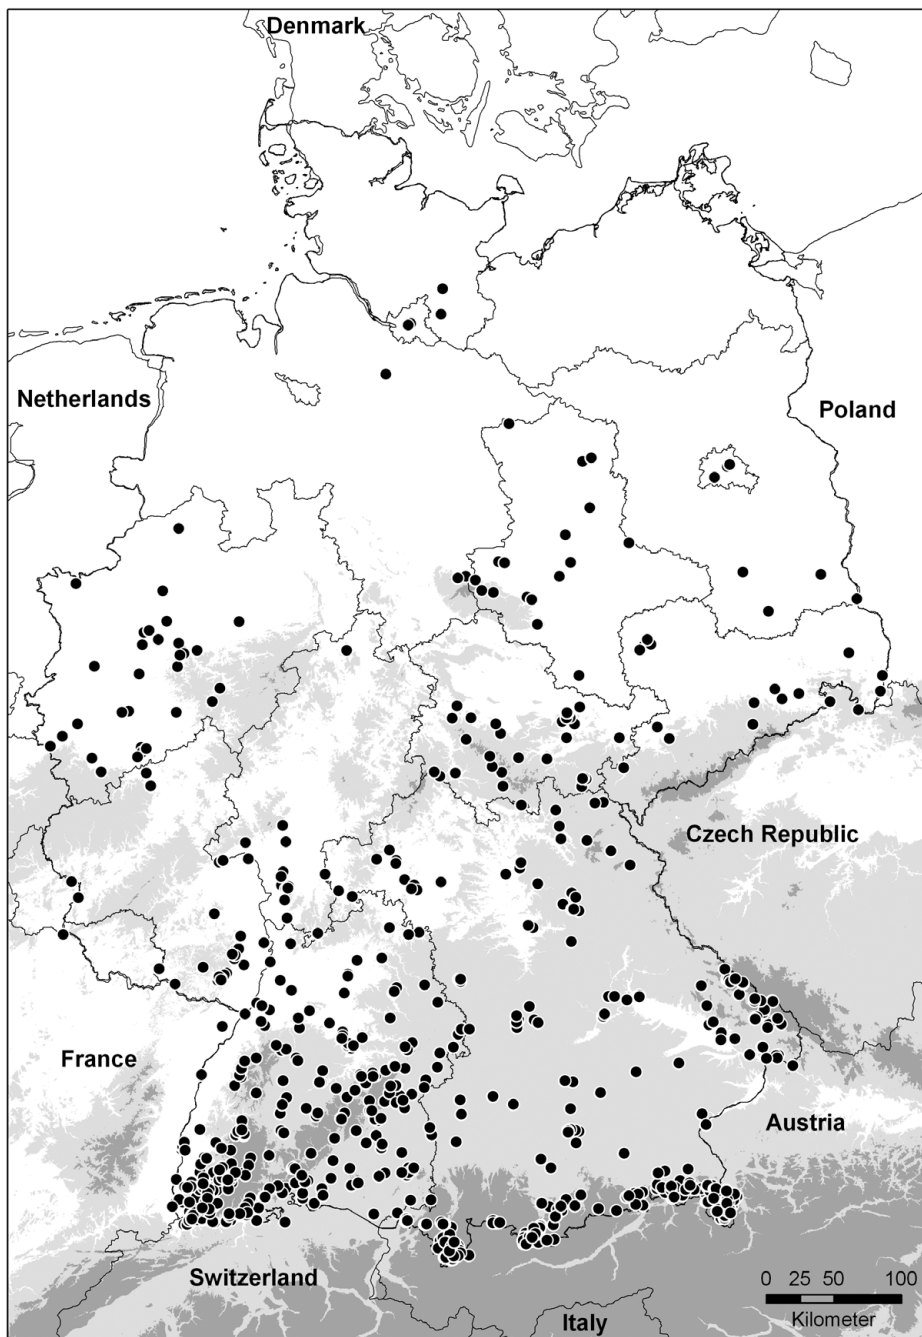 Denmark
Netherlands
Poland
Czech Republic
France
Austria
Switzerland
0 25 50 100
Kilometer
Italy